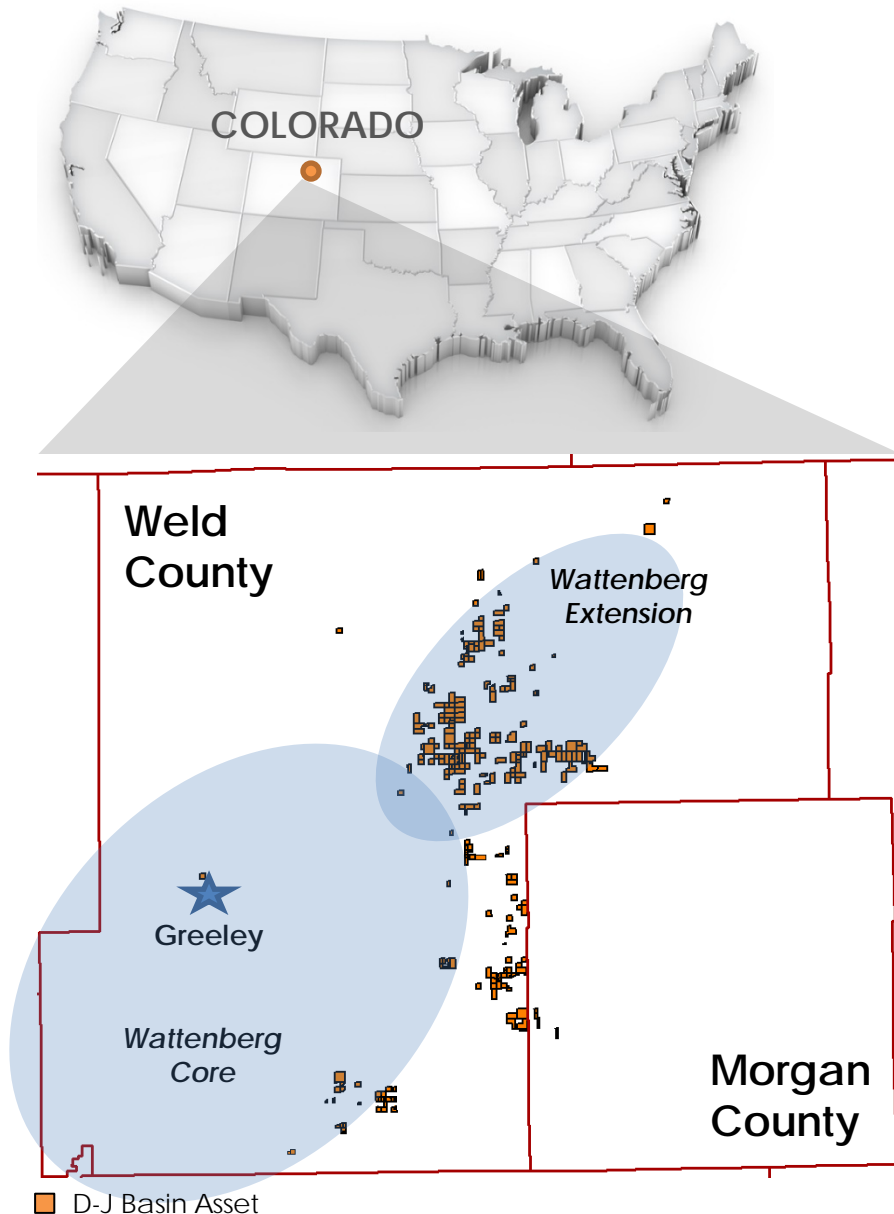 COLORADO
Weld
County
Wattenberg
Extension
Greeley
Wattenberg
Core
Morgan
County
D-J Basin Asset